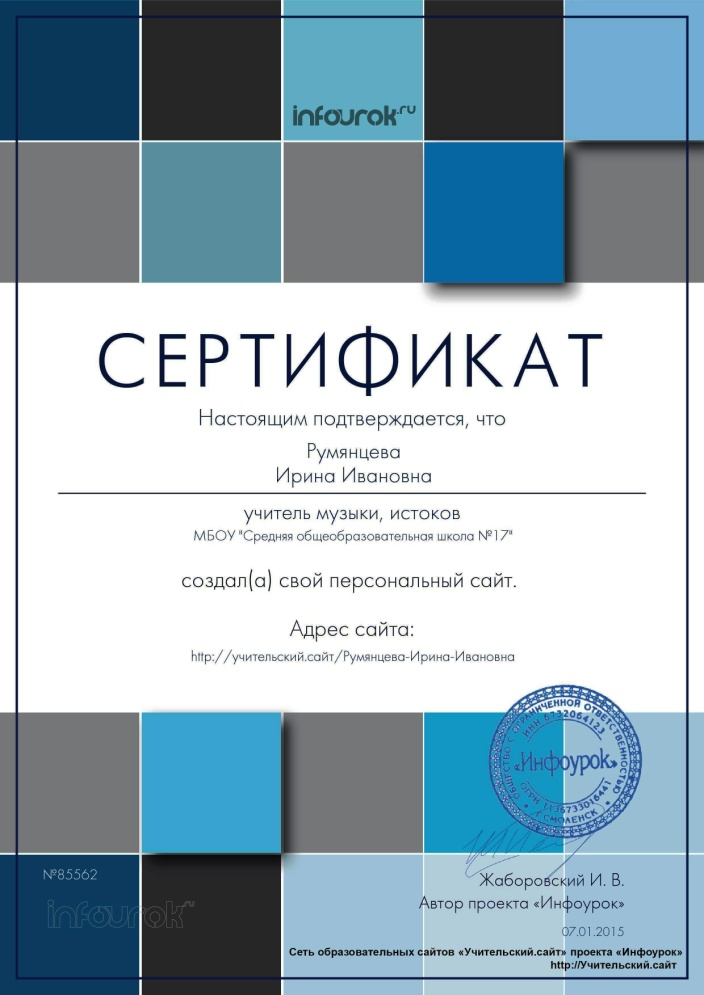 infourok.ru
СЕРТИФИКАТ
Настоящим подтверждается, что
Румянцева
Ирина Ивановна
учитель музыки, истоков
МБОУ "Средняя общеобразовательная школа №17"
создал(а) свой персональный сайт.
Адрес сайта:
http://учительский.сайт/Румянцева-Ирина-Ивановна
ОБЩЕСТВО С ОГРАНИЧЕННОЙ ОТВЕТСТВЕННОСТЬЮ
ИНН 6732064123
«Инфоурок»
Г. СМОЛЕНСК
№85562
infourok.ru
Жаборовский И. В.
Автор проекта «Инфоурок»
07.01.2015
Сеть образовательных сайтов «Учительский.сайт» проекта «Инфоурок»
http://Учительский.сайт